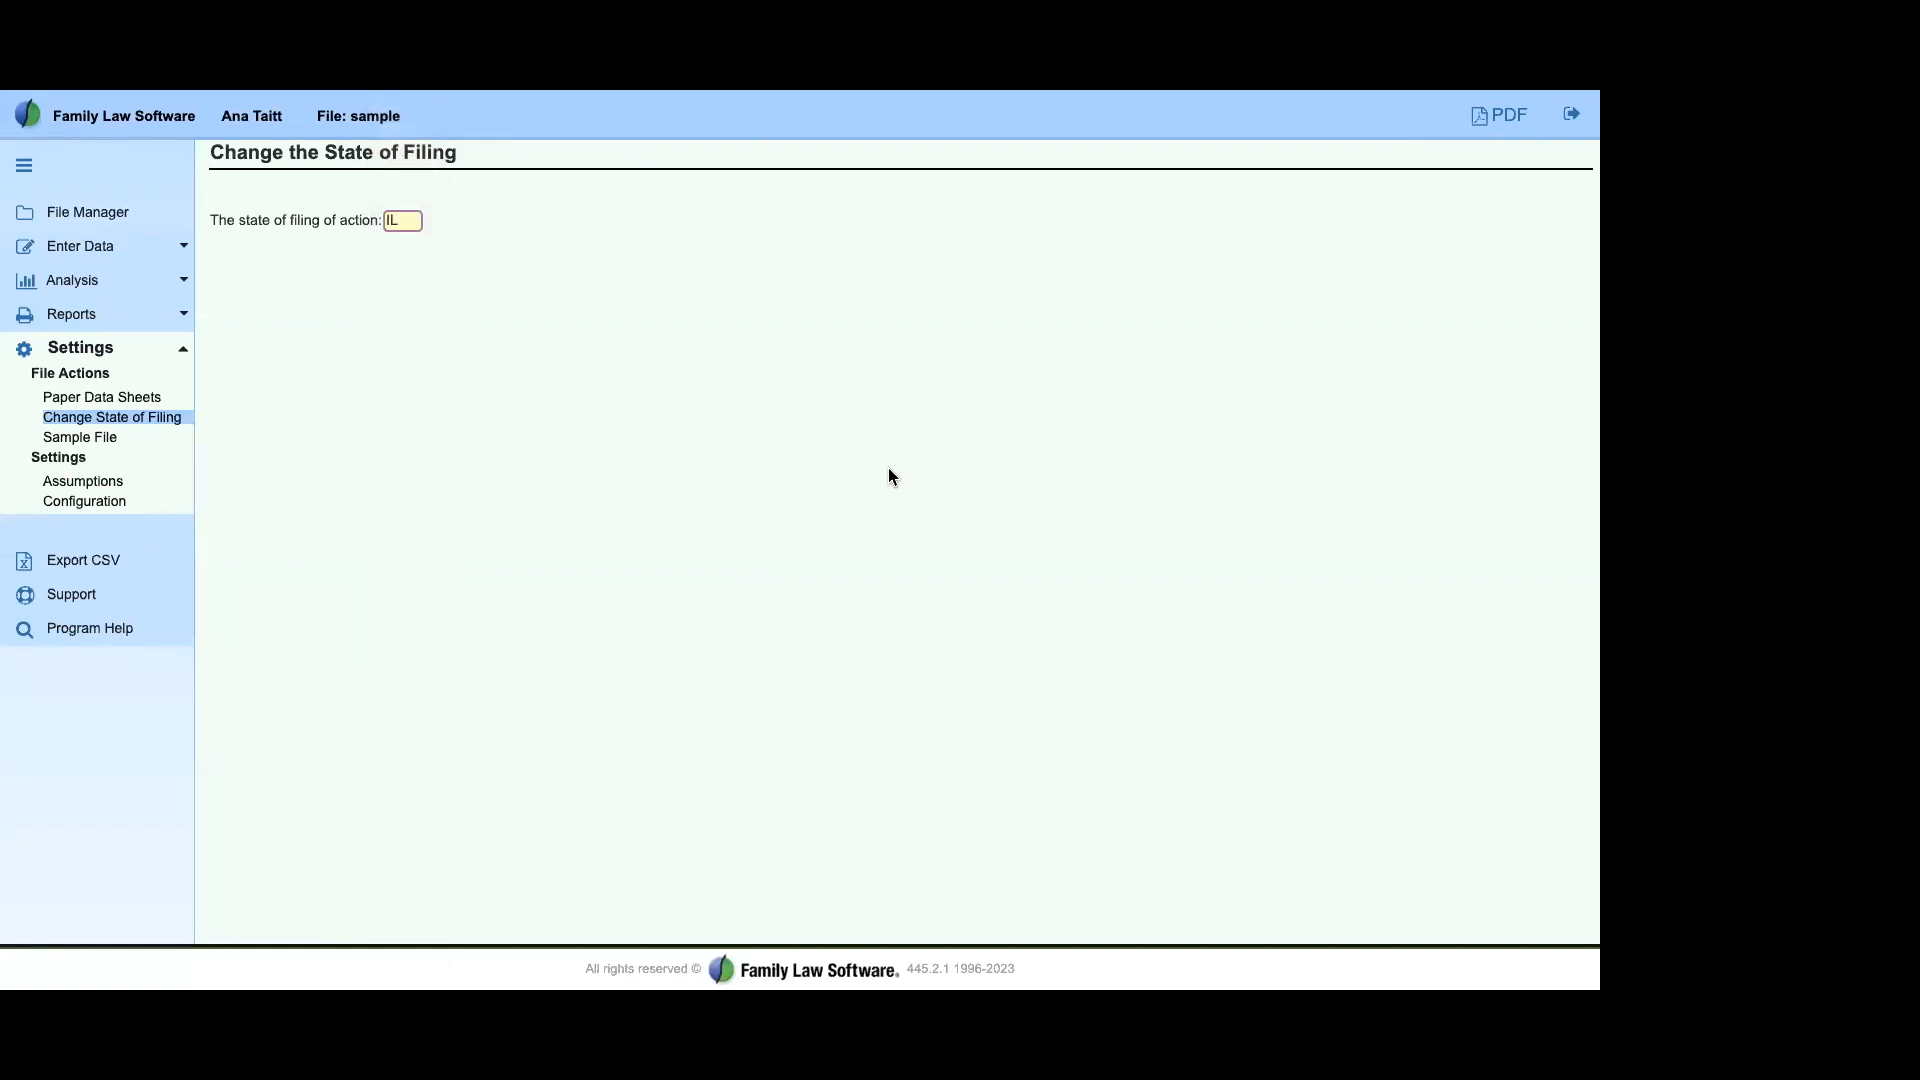 Family Law Software Ana Taitt File: sample PDF
Change the State of Filing
The state of filing of action: IL
File Manager
Enter Data
Analysis
Reports
Settings
File Actions
Paper Data Sheets
Change State of Filing
Sample File
Settings
Assumptions
Configuration
Export CSV
Support
Program Help
All rights reserved © Family Law Software. 445.2.1 1996-2023